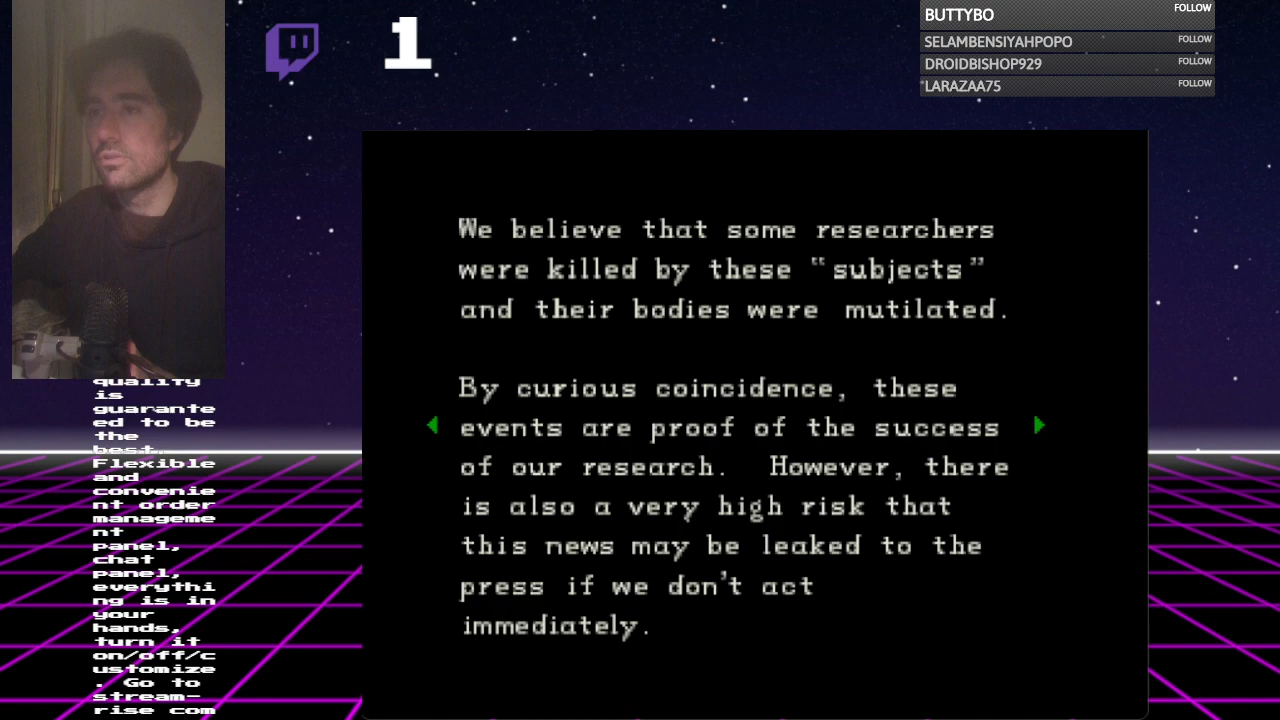 1
BUTTYBO
FOLLOW
SELAMBENSIYAHPOPO
FOLLOW
DROIDBISHOP929
FOLLOW
LARAZAA75
FOLLOW
We believe that some researchers
were killed by these "subjects"
and their bodies were mutilated.
By curious coincidence, these
events are proof of the success
of our research. However, there
is also a very high risk that
this news may be leaked to the
press if we don't act
immediately.
quality
is
guarante
ed to be
the
best.
Flexible
and
convenie
nt order
manageme
nt
panel,
chat
panel,
everythi
ng is in
your
hands,
turn it
on/off/c
ustomize
. Go to
stream-
rise com